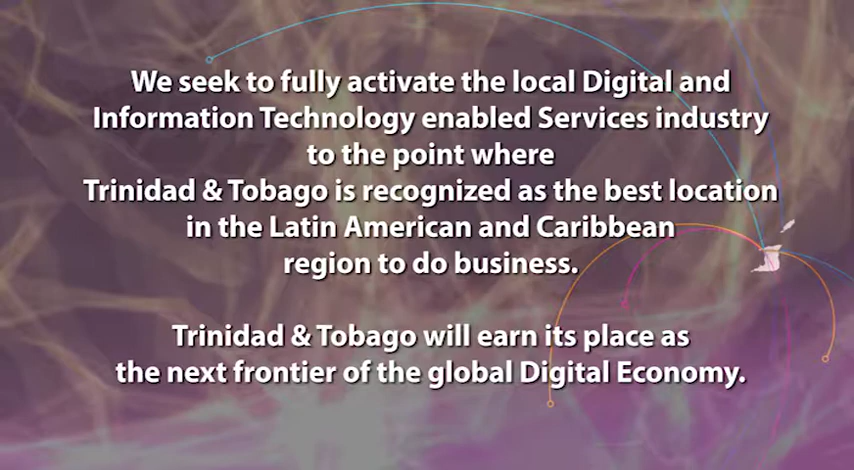 We seek to fully activate the local Digital and
Information Technology enabled Services industry
to the point where
Trinidad & Tobago is recognized as the best location
in the Latin American and Caribbean
region to do business.
Trinidad & Tobago will earn its place as
the next frontier of the global Digital Economy.